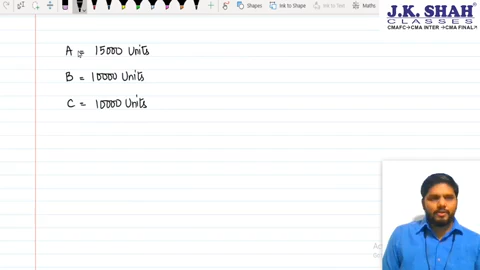 Shapes Ink to Shape Ink to Text Maths
J.K. SHAH
CLASSES
CMAFC→CMA INTER→CMA FINAL
A = 15000 Units
B = 10000 Units
C = 10000 Units